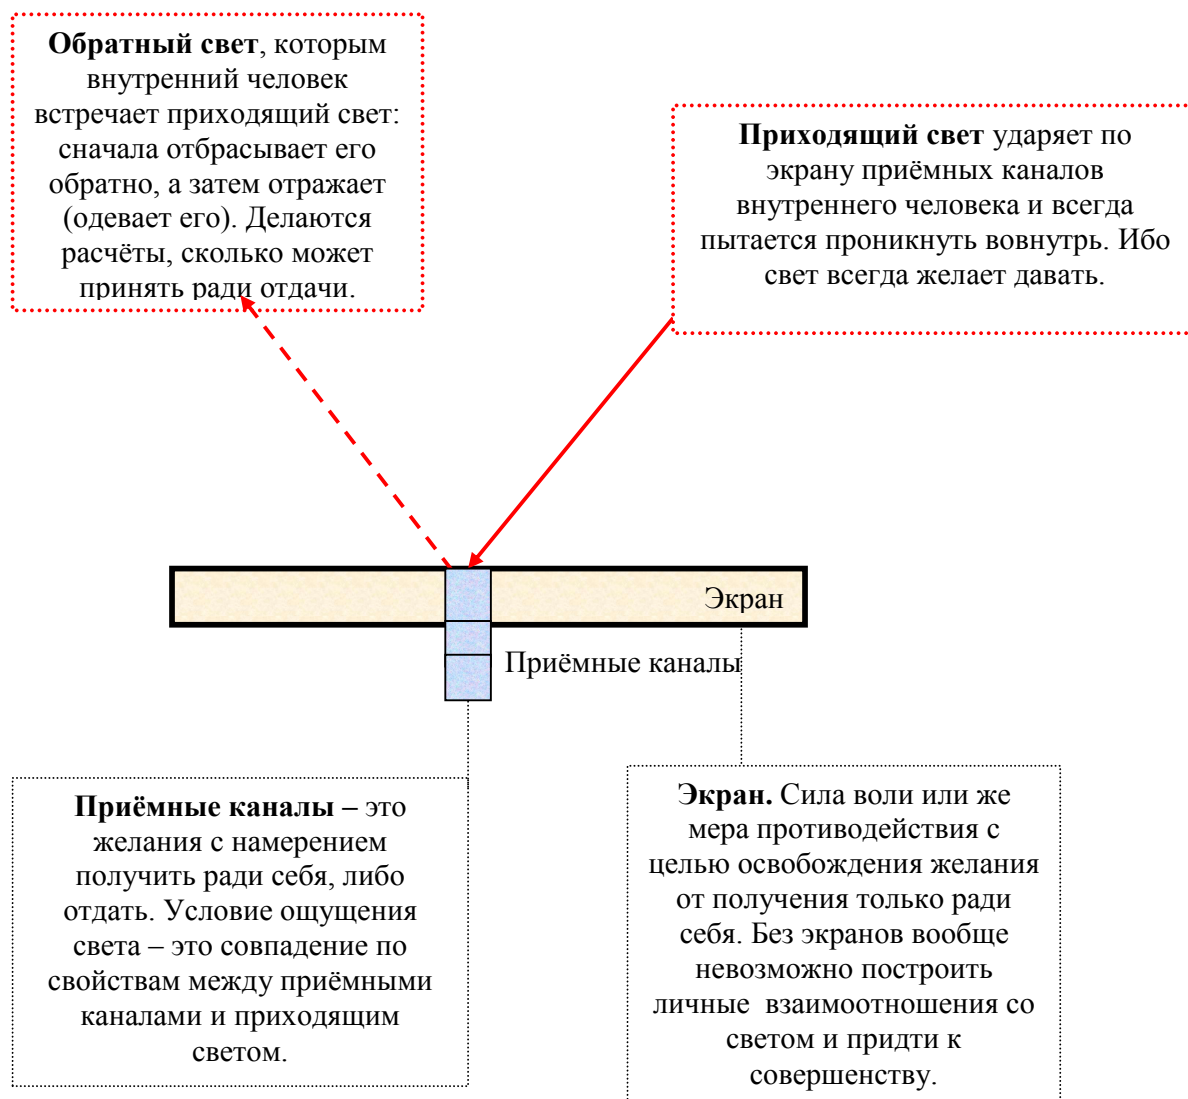 Обратный свет, которым
внутренний человек
встречает приходящий свет:
сначала отбрасывает его
обратно, а затем отражает
(одевает его). Делаются
расчёты, сколько может
принять ради отдачи.
Приходящий свет ударяет по
экрану приёмных каналов
внутреннего человека и всегда
пытается проникнуть вовнутрь. Ибо
свет всегда желает давать.
Экран
Приёмные каналы
Приёмные каналы – это
желания с намерением
получить ради себя, либо
отдать. Условие ощущения
света – это совпадение по
свойствам между приёмными
каналами и приходящим
светом.
Экран. Сила воли или же
мера противодействия с
целью освобождения желания
от получения только ради
себя. Без экранов вообще
невозможно построить
личные взаимоотношения со
светом и придти к
совершенству.